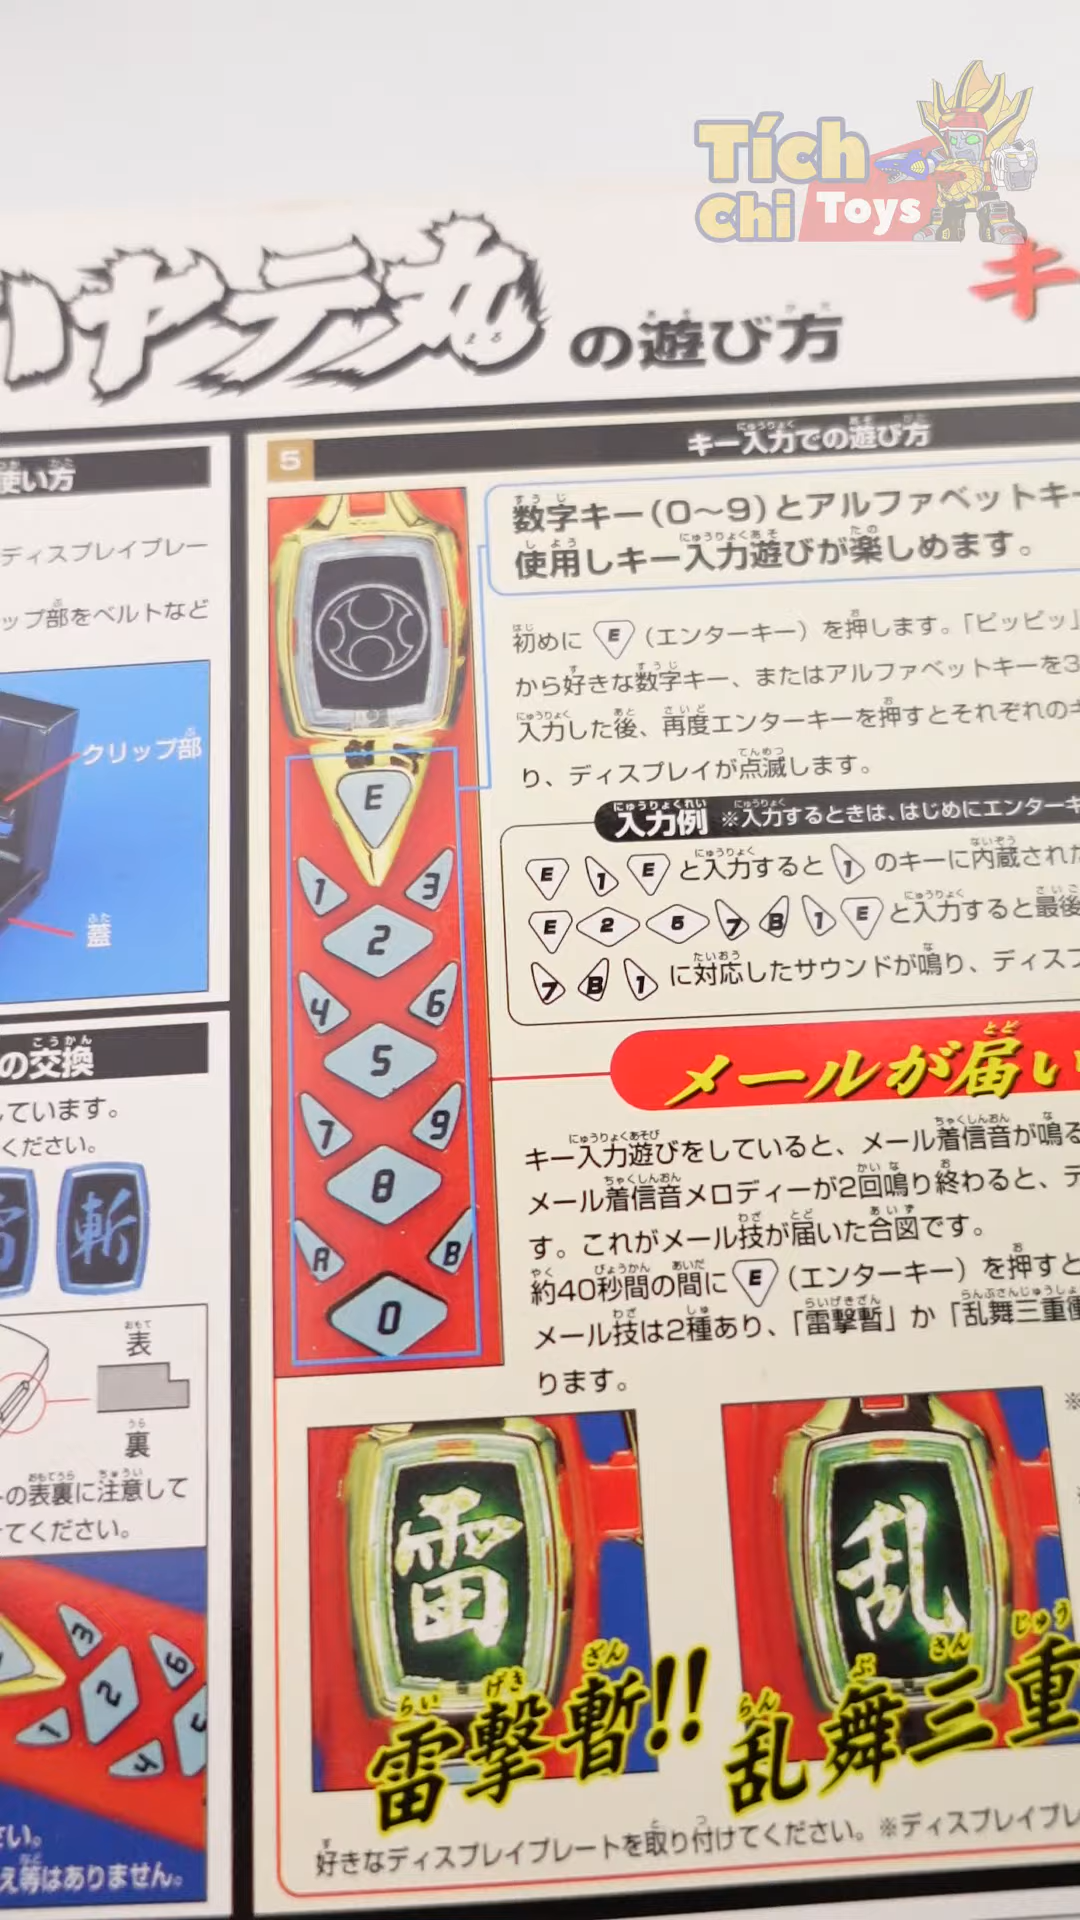 Tích
Chi Toys
ハヤテ丸の遊び方
キ
使い方
ディスプレイプレー
ップ部をベルトなど
クリップ部
蓋
の交換
しています。
ください。
斬
表
裏
の表裏に注意して
てください。
3
2
6
1
4
さい。
え等はありません。
5
キー入力での遊び方
数字キー(0〜9)とアルファベットキー
使用しキー入力遊びが楽しめます。
初めに E (エンターキー) を押します。「ピッピッ」
から好きな数字キー、またはアルファベットキーを3
入力した後、再度エンターキーを押すとそれぞれのキ
り、ディスプレイが点滅します。
入力例 ※入力するときは、はじめにエンターキ
E 1 E と入力すると 1 のキーに内蔵された
E 2 5 7 B 1 E と入力すると最後
7 B 1 に対応したサウンドが鳴り、ディスプ
E
1
3
2
4
6
5
7
9
8
A
B
0
メールが届い
キー入力遊びをしていると、メール着信音が鳴る
メール着信音メロディーが2回鳴り終わると、デ
す。これがメール技が届いた合図です。
約40秒間の間に E (エンターキー) を押すと
メール技は2種あり、「雷撃斬」か「乱舞三重衝
ります。
雷
乱
雷撃斬!!
乱舞三重
好きなディスプレイプレートを取り付けてください。※ディスプレイプレ